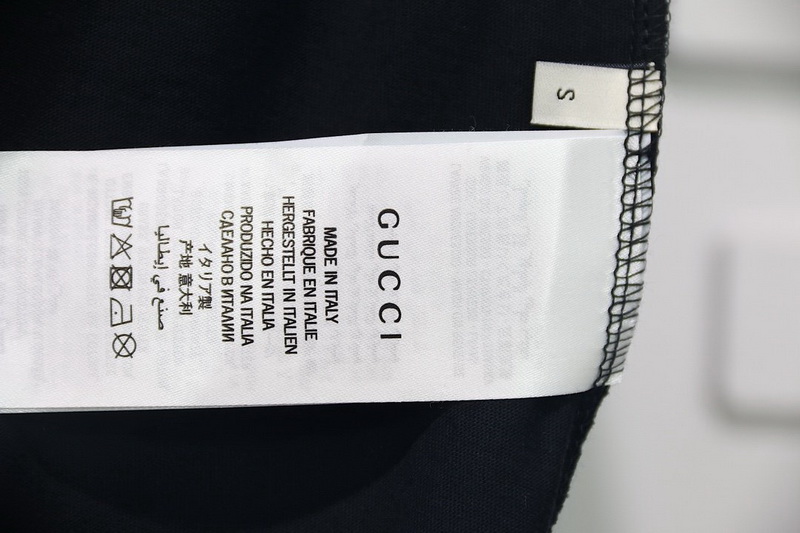 S
GUCCI
MADE IN ITALY
FABRIQUE EN ITALIE
HERGESTELLT IN ITALIEN
HECHO EN ITALIA
PRODUZIDO NA ITALIA
СДЕЛАНО В ИТАЛИИ
イタリア製
产地 意大利
صنع في إيطاليا